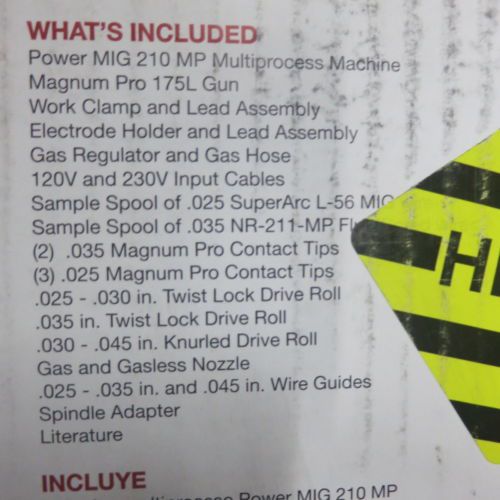 WHAT'S INCLUDED
Power MIG 210 MP Multiprocess Machine
Magnum Pro 175L Gun
Work Clamp and Lead Assembly
Electrode Holder and Lead Assembly
Gas Regulator and Gas Hose
120V and 230V Input Cables
Sample Spool of .025 SuperArc L-56 MIG
Sample Spool of .035 NR-211-MP
(2) .035 Magnum Pro Contact Tips
(3) .025 Magnum Pro Contact Tips
.025 - .030 in. Twist Lock Drive Roll
.035 in. Twist Lock Drive Roll
.030 - .045 in. Knurled Drive Roll
Gas and Gasless Nozzle
.025 - .035 in. and .045 in. Wire Guides
Spindle Adapter
Literature
INCLUYE
Power MIG 210 MP